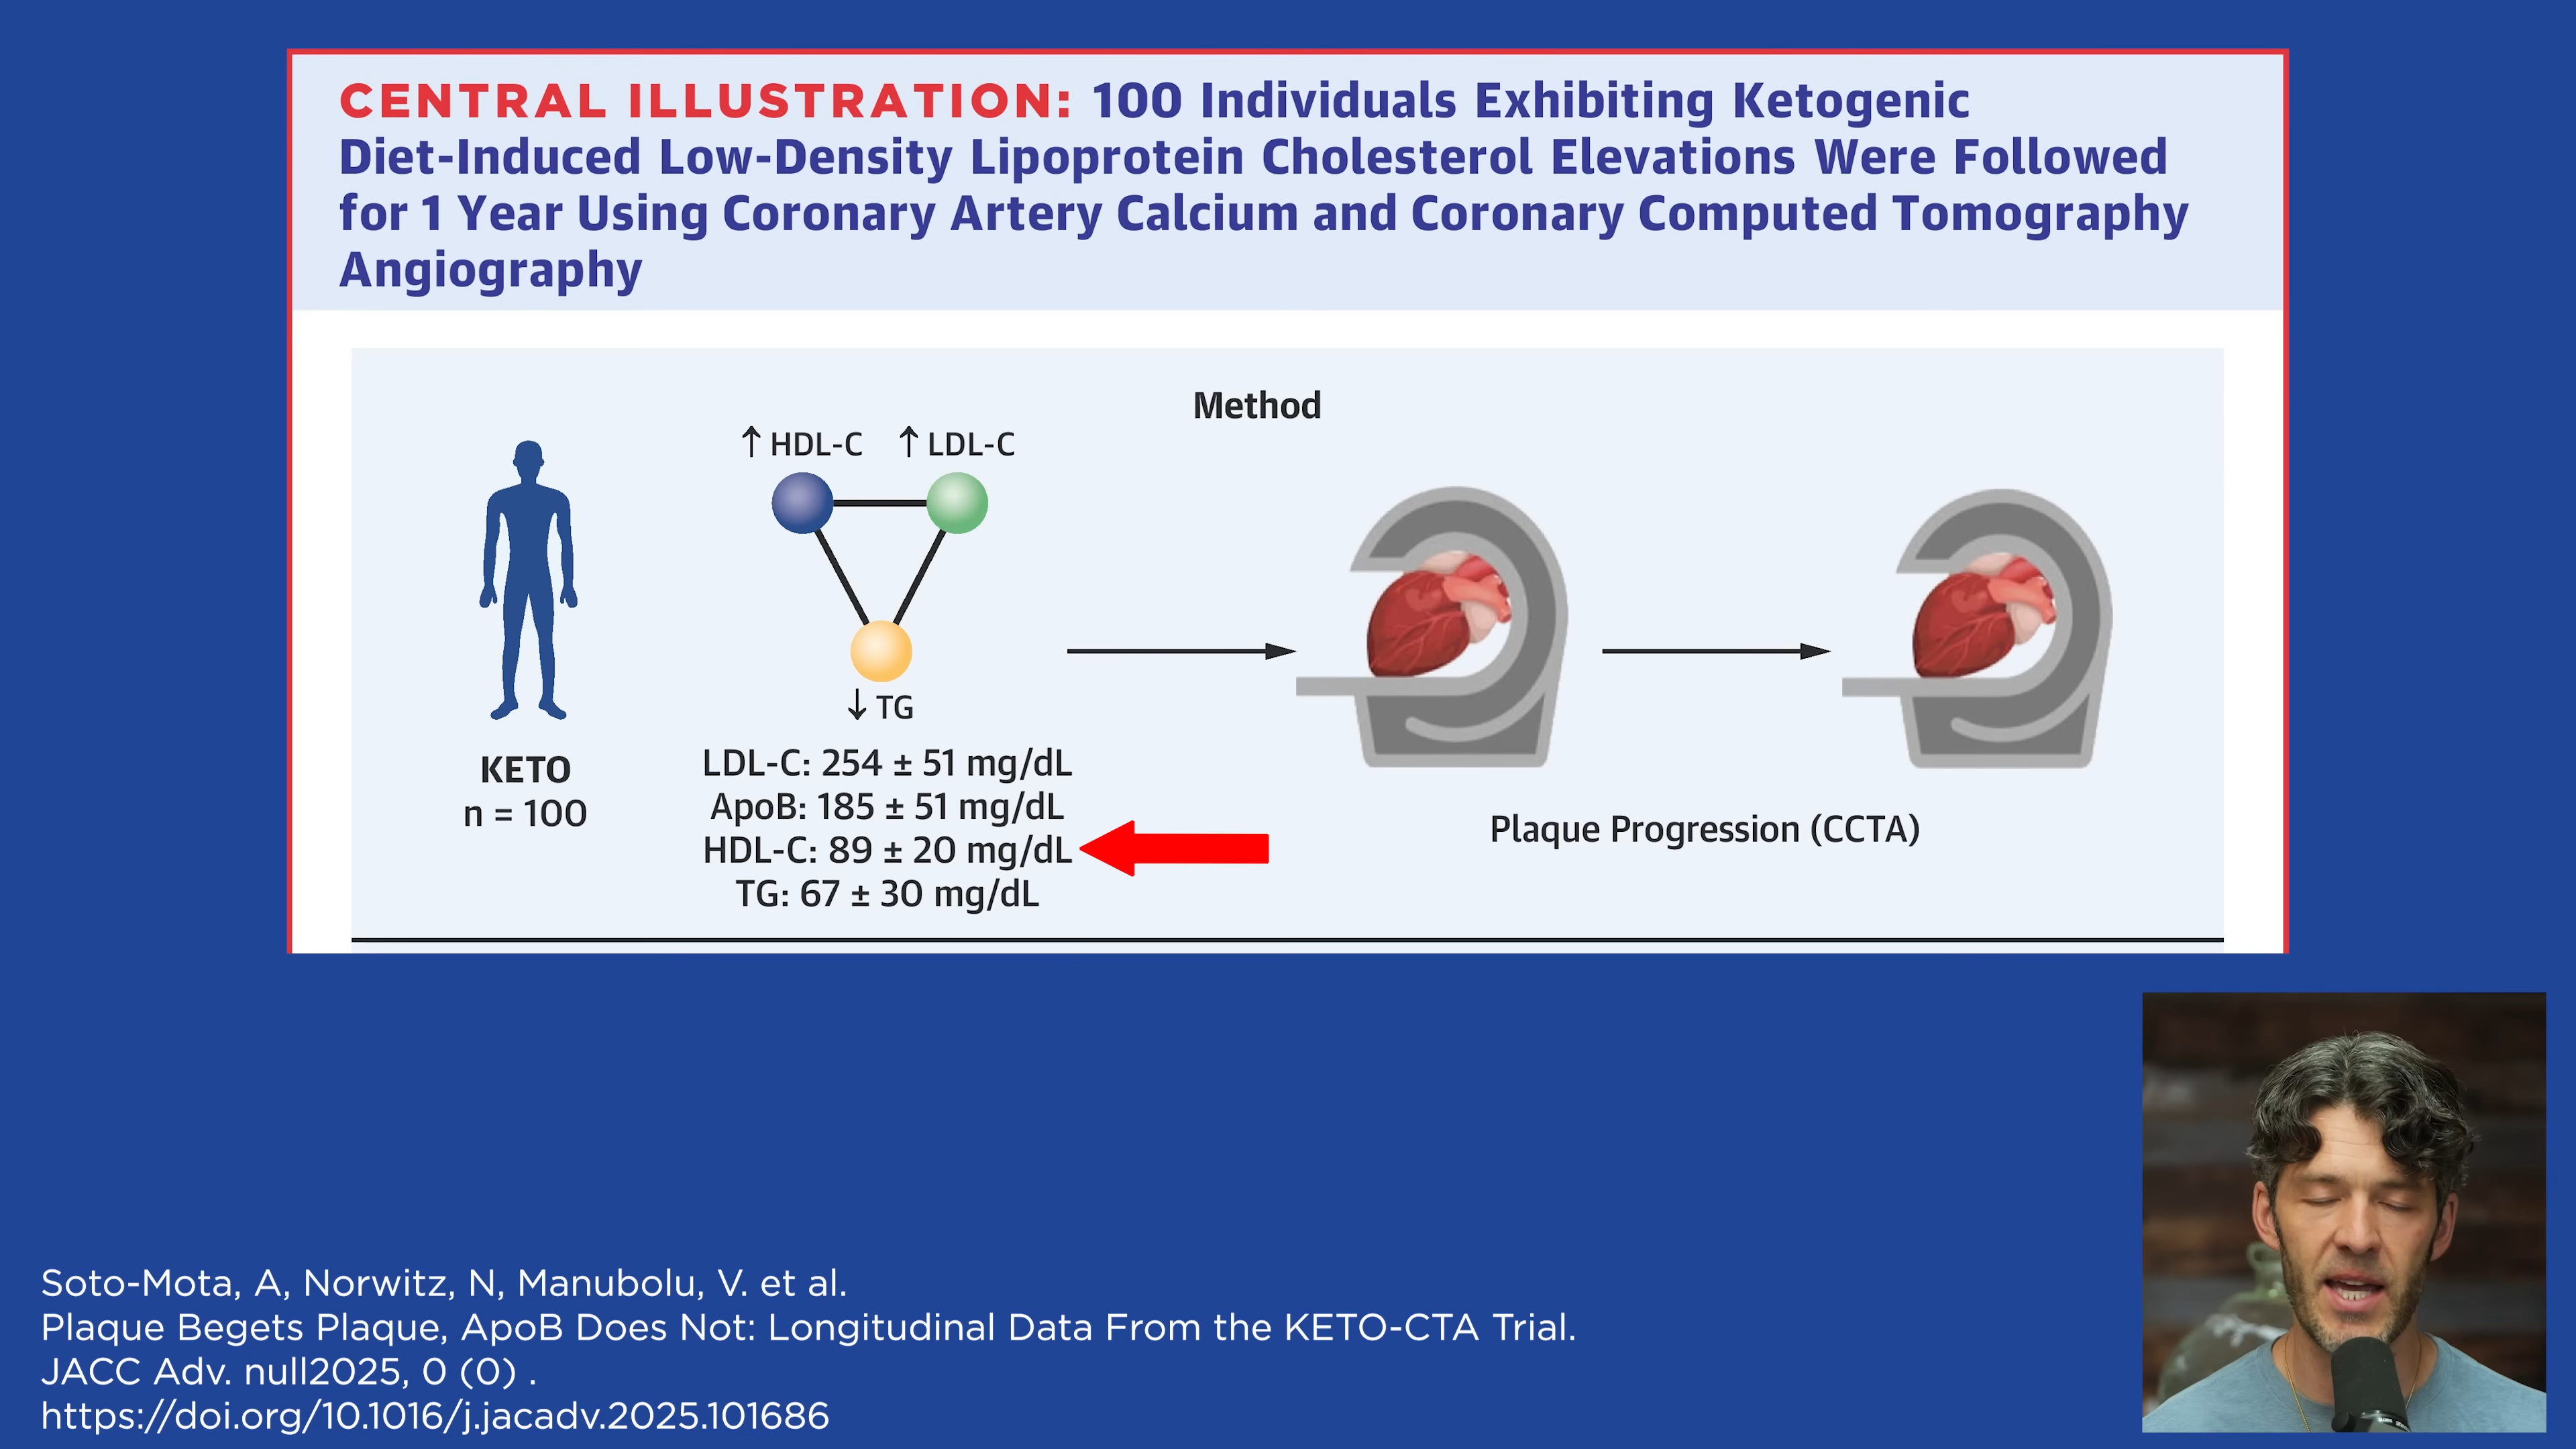 CENTRAL ILLUSTRATION: 100 Individuals Exhibiting Ketogenic
Diet-Induced Low-Density Lipoprotein Cholesterol Elevations Were Followed
for 1 Year Using Coronary Artery Calcium and Coronary Computed Tomography
Angiography
Method
↑ HDL-C ↑ LDL-C
↓ TG
KETO
n = 100
LDL-C: 254 ± 51 mg/dL
ApoB: 185 ± 51 mg/dL
HDL-C: 89 ± 20 mg/dL
TG: 67 ± 30 mg/dL
Plaque Progression (CCTA)
Soto-Mota, A, Norwitz, N, Manubolu, V. et al.
Plaque Begets Plaque, ApoB Does Not: Longitudinal Data From the KETO-CTA Trial.
JACC Adv. null2025, 0 (0) .
https://doi.org/10.1016/j.jacadv.2025.101686